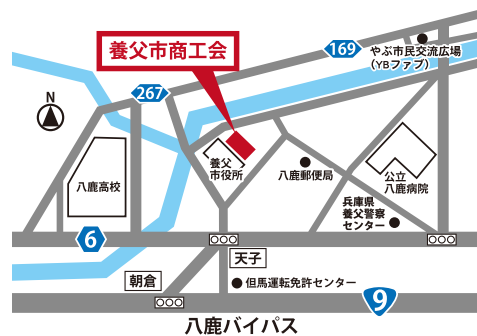 養父市商工会
169
やぶ市民交流広場
（YBファブ）
267
N
養父
市役所
八鹿高校
八鹿郵便局
公立
八鹿病院
兵庫県
養父警察
センター
6
天子
朝倉
但馬運転免許センター
9
八鹿バイパス